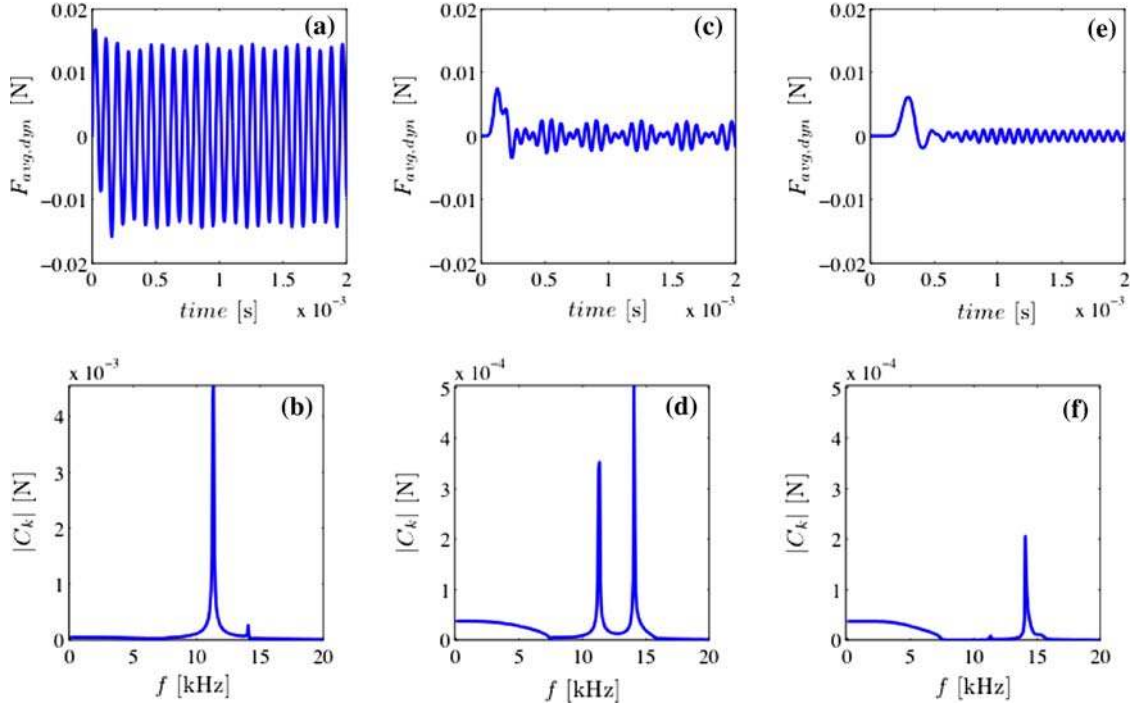 (a)
0.02
0.01
0
−0.01
−0.02
F_{avg,dyn} [N]
0 0.5 1 1.5 2
time [s] x 10⁻³
(c)
0.02
0.01
0
−0.01
−0.02
F_{avg,dyn} [N]
0 0.5 1 1.5 2
time [s] x 10⁻³
(e)
0.02
0.01
0
−0.01
−0.02
F_{avg,dyn} [N]
0 0.5 1 1.5 2
time [s] x 10⁻³
x 10⁻³
(b)
4
3
2
1
0
|C_k| [N]
0 5 10 15 20
f [kHz]
x 10⁻⁴
(d)
5
4
3
2
1
0
|C_k| [N]
0 5 10 15 20
f [kHz]
x 10⁻⁴
(f)
5
4
3
2
1
0
|C_k| [N]
0 5 10 15 20
f [kHz]